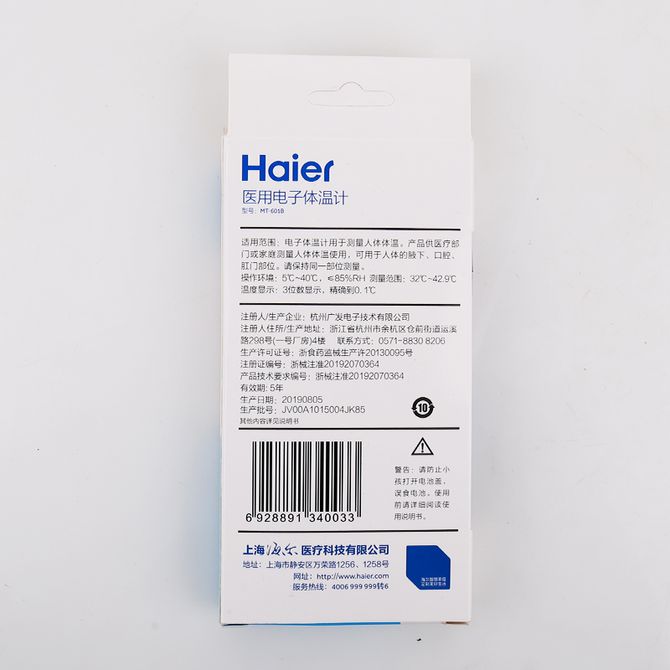 Haier
医用电子体温计
型号: MT-601B
适用范围: 电子体温计用于测量人体体温。产品供医疗部
门或家庭测量人体体温使用, 可用于人体的腋下、口腔、
肛门部位。请保持同一部位测量。
操作环境: 5℃~40℃, ≤85%RH 测量范围: 32℃~42.9℃
温度显示: 3位数显示, 精确到0.1℃
注册人/生产企业: 杭州广发电子技术有限公司
注册人住所/生产地址: 浙江省杭州市余杭区仓前街道运溪
路298号(一号厂房)4楼 联系方式: 0571-8830 8206
生产许可证号: 浙食药监械生产许20130095号
注册证编号: 浙械注准20192070364
产品技术要求编号: 浙械注准20192070364
有效期: 5年
生产日期: 20190805
生产批号: JV00A1015004JK85
其他内容详见说明书
10
6 928891 340033
警告: 请防止小
孩打开电池盖,
误食电池。使用
前请详细阅读使
用说明书。
上海海尔医疗科技有限公司
地址: 上海市静安区万荣路1256、1258号
网址: http://www.haier.com
服务热线: 4006 999 999转6